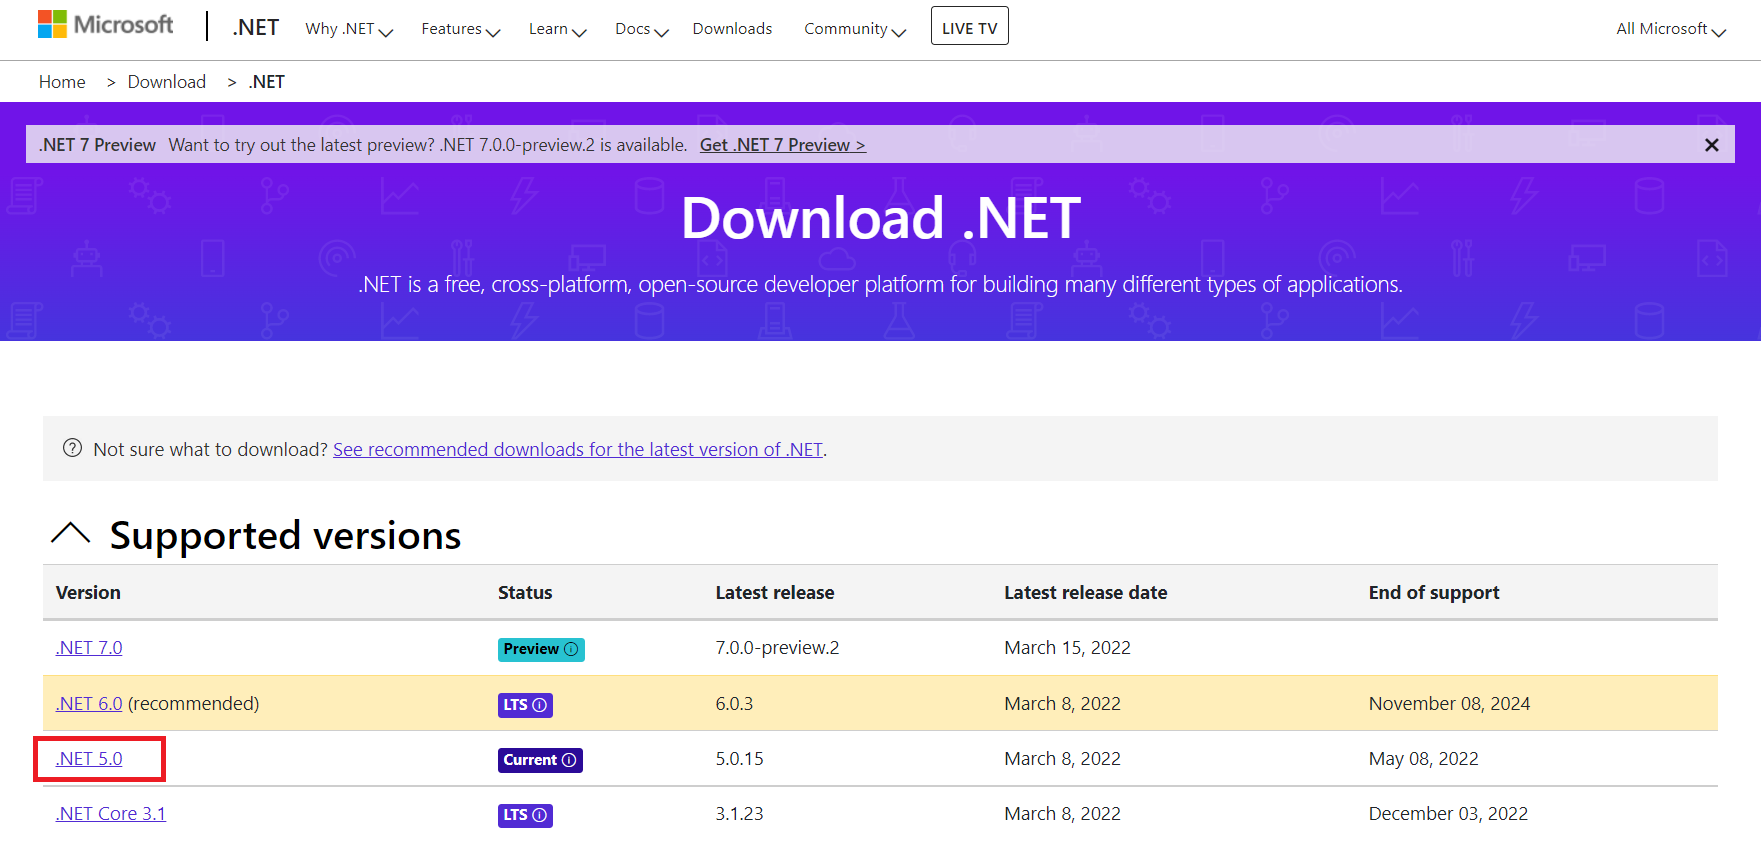 Microsoft .NET Why .NET Features Learn Docs Downloads Community LIVE TV All Microsoft
Home > Download > .NET
.NET 7 Preview Want to try out the latest preview? .NET 7.0.0-preview.2 is available. Get .NET 7 Preview >
Download .NET
.NET is a free, cross-platform, open-source developer platform for building many different types of applications.
Not sure what to download? See recommended downloads for the latest version of .NET.
Supported versions
Version Status Latest release Latest release date End of support
.NET 7.0 Preview 7.0.0-preview.2 March 15, 2022
.NET 6.0 (recommended) LTS 6.0.3 March 8, 2022 November 08, 2024
.NET 5.0 Current 5.0.15 March 8, 2022 May 08, 2022
.NET Core 3.1 LTS 3.1.23 March 8, 2022 December 03, 2022